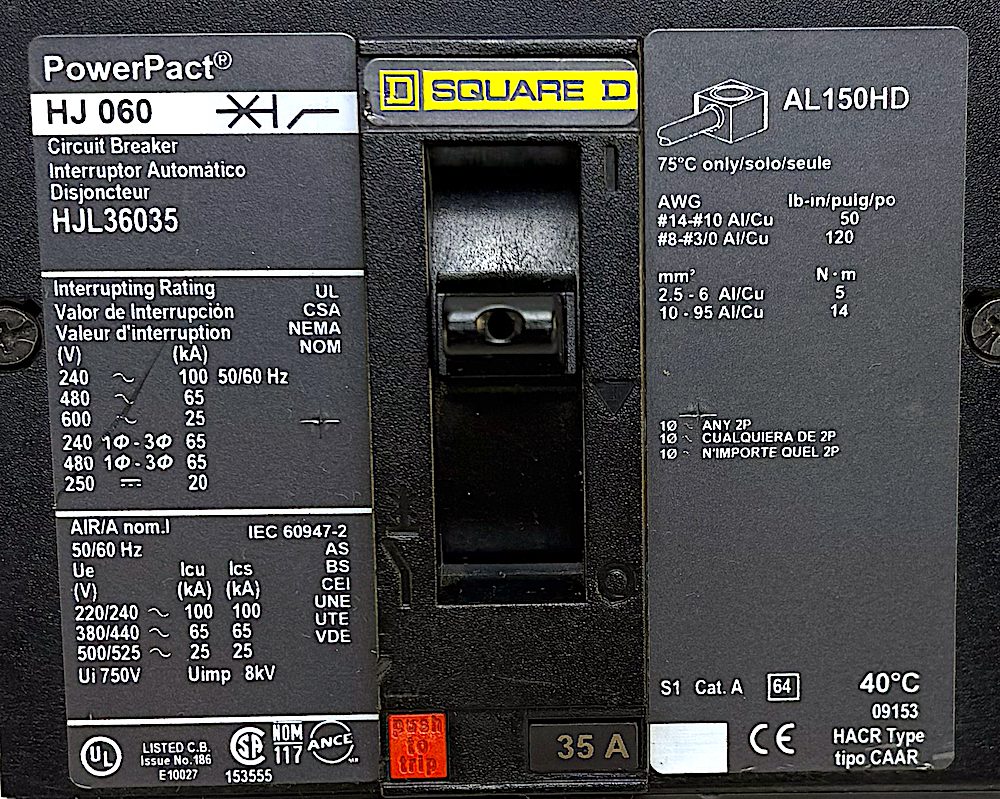 PowerPact®
HJ 060
Circuit Breaker
Interruptor Automático
Disjoncteur
HJL36035
Interrupting Rating
Valor de Interrupción
Valeur d'interruption
UL
CSA
NEMA
NOM
(V) (kA)
240 ~ 100 50/60 Hz
480 ~ 65
600 ~ 25
240 1Φ - 3Φ 65
480 1Φ - 3Φ 65
250 ⎓ 20
AIR/A nom.I IEC 60947-2
50/60 Hz
AS
BS
CEI
UNE
UTE
VDE
Ue Icu Ics
(V) (kA) (kA)
220/240 ~ 100 100
380/440 ~ 65 65
500/525 ~ 25 25
Ui 750V Uimp 8kV
UL
LISTED C.B.
Issue No.186
E10027
SA
153555
NOM
117
ANCE
D SQUARE D
I
O
push
to
trip
35 A
AL150HD
75°C only/solo/seule
AWG lb-in/pulg/po
#14-#10 Al/Cu 50
#8-#3/0 Al/Cu 120
mm² N·m
2.5 - 6 Al/Cu 5
10 - 95 Al/Cu 14
1Ø ~ ANY 2P
1Ø ~ CUALQUIERA DE 2P
1Ø ~ N'IMPORTE QUEL 2P
S1 Cat. A 64 40°C
09153
CE
HACR Type
tipo CAAR